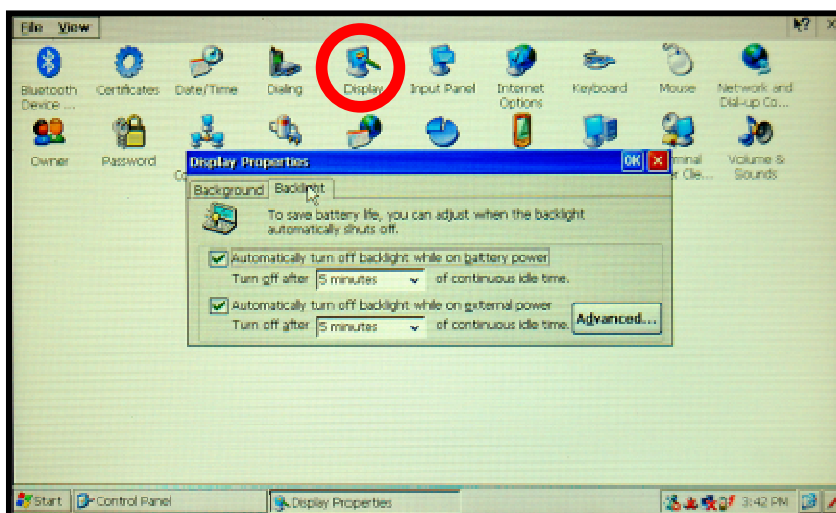 File View
Bluetooth Device ... Certificates Date/Time Dialing Display Input Panel Internet Options Keyboard Mouse Network and Dial-up Co...
Owner Password Volume & Sounds
Display Properties OK
Background Backlight
To save battery life, you can adjust when the backlight
automatically shuts off.
Automatically turn off backlight while on battery power
Turn off after 5 minutes of continuous idle time.
Automatically turn off backlight while on external power
Turn off after 5 minutes of continuous idle time.
Advanced...
Start Control Panel Display Properties 3:42 PM